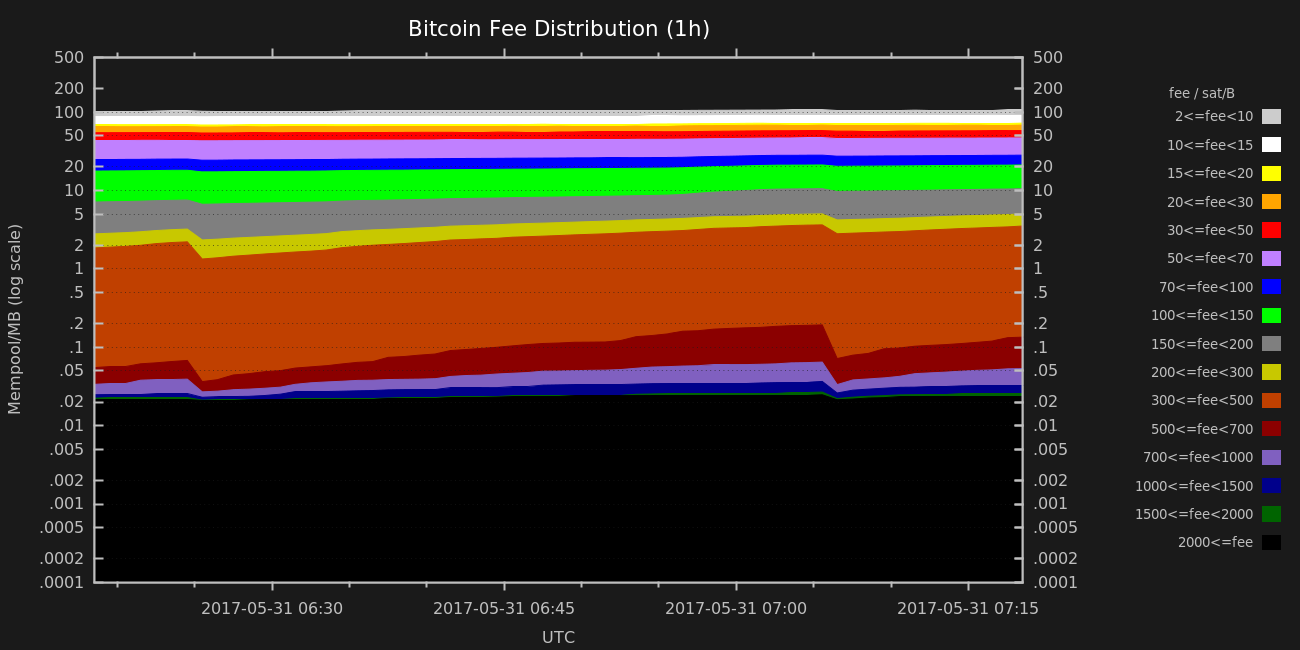 Bitcoin Fee Distribution (1h)
500 500
200 200
100 100
50 50
20 20
10 10
5 5
2 2
1 1
.5 .5
.2 .2
.1 .1
.05 .05
.02 .02
.01 .01
.005 .005
.002 .002
.001 .001
.0005 .0005
.0002 .0002
.0001 .0001
Mempool/MB (log scale)
2017-05-31 06:30 2017-05-31 06:45 2017-05-31 07:00 2017-05-31 07:15
UTC
fee / sat/B
2<=fee<10
10<=fee<15
15<=fee<20
20<=fee<30
30<=fee<50
50<=fee<70
70<=fee<100
100<=fee<150
150<=fee<200
200<=fee<300
300<=fee<500
500<=fee<700
700<=fee<1000
1000<=fee<1500
1500<=fee<2000
2000<=fee